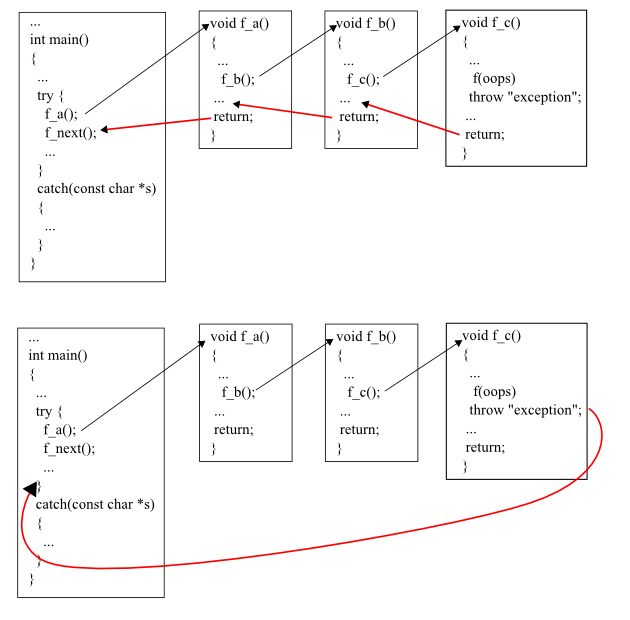 ...
int main()
{
...
try {
f_a();
f_next();
...
}
catch(const char *s)
{
...
}
}
void f_a()
{
...
f_b();
...
return;
}
void f_b()
{
...
f_c();
...
return;
}
void f_c()
{
...
f(oops)
throw "exception";
...
return;
}
...
int main()
{
...
try {
f_a();
f_next();
...
}
catch(const char *s)
{
...
}
}
void f_a()
{
...
f_b();
...
return;
}
void f_b()
{
...
f_c();
...
return;
}
void f_c()
{
...
f(oops)
throw "exception";
...
return;
}